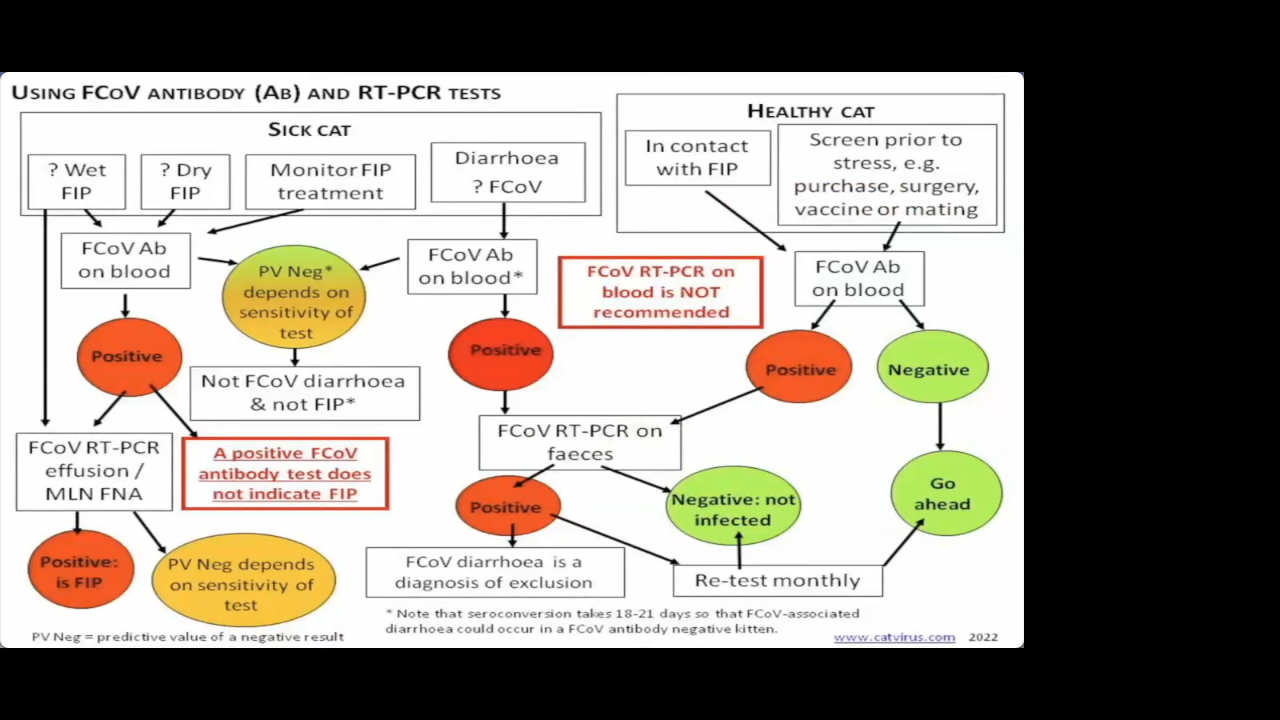 USING FCOV ANTIBODY (AB) AND RT-PCR TESTS
SICK CAT
? Wet
FIP
? Dry
FIP
Monitor FIP
treatment
Diarrhoea
? FCoV
HEALTHY CAT
In contact
with FIP
Screen prior to
stress, e.g.
purchase, surgery,
vaccine or mating
FCoV Ab
on blood
PV Neg*
depends on
sensitivity of
test
FCoV Ab
on blood*
FCoV RT-PCR on
blood is NOT
recommended
FCoV Ab
on blood
Positive
Not FCoV diarrhoea
& not FIP*
Positive
Positive
Negative
FCoV RT-PCR
effusion /
MLN FNA
A positive FCoV
antibody test does
not indicate FIP
FCoV RT-PCR on
faeces
Positive
Negative: not
infected
Go
ahead
Positive:
is FIP
PV Neg depends
on sensitivity of
test
FCoV diarrhoea is a
diagnosis of exclusion
Re-test monthly
* Note that seroconversion takes 18-21 days so that FCoV-associated
diarrhoea could occur in a FCoV antibody negative kitten.
PV Neg = predictive value of a negative result
www.catvirus.com 2022